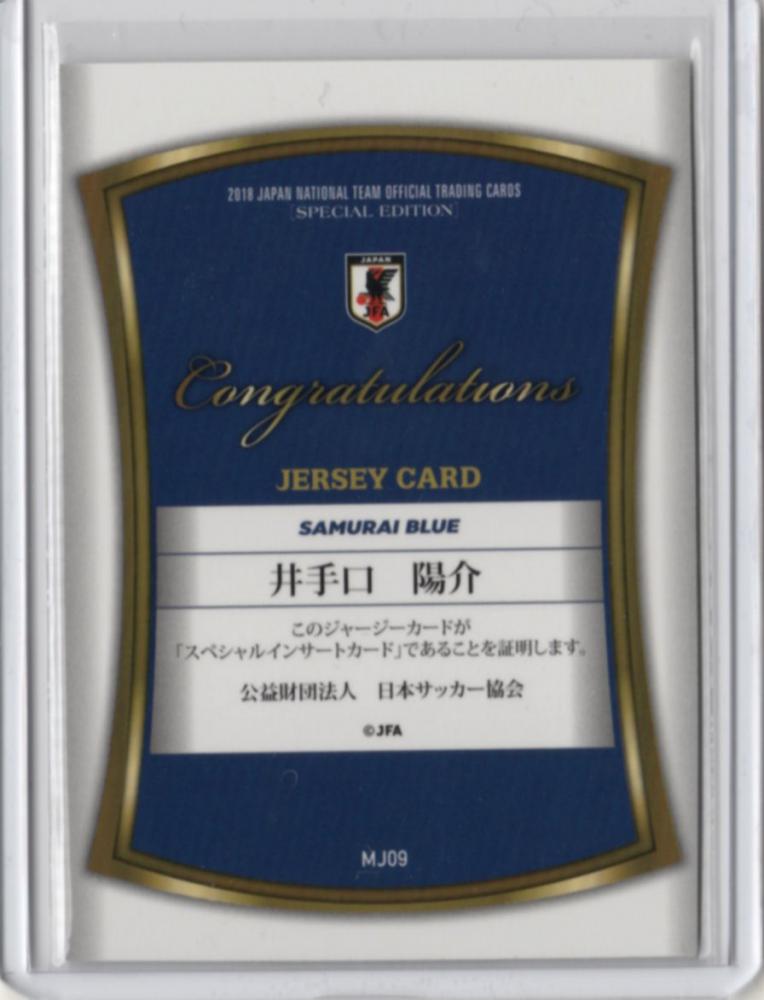 2018 JAPAN NATIONAL TEAM OFFICIAL TRADING CARDS
[SPECIAL EDITION]
JAPAN
JFA
Congratulations
JERSEY CARD
SAMURAI BLUE
井手口　陽介
このジャージーカードが
「スペシャルインサートカード」であることを証明します。
公益財団法人　日本サッカー協会
©JFA
MJ09